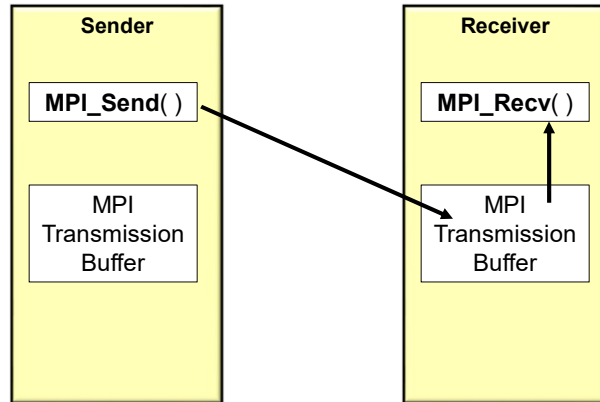 Sender
MPI_Send( )
MPI
Transmission
Buffer
Receiver
MPI_Recv( )
MPI
Transmission
Buffer